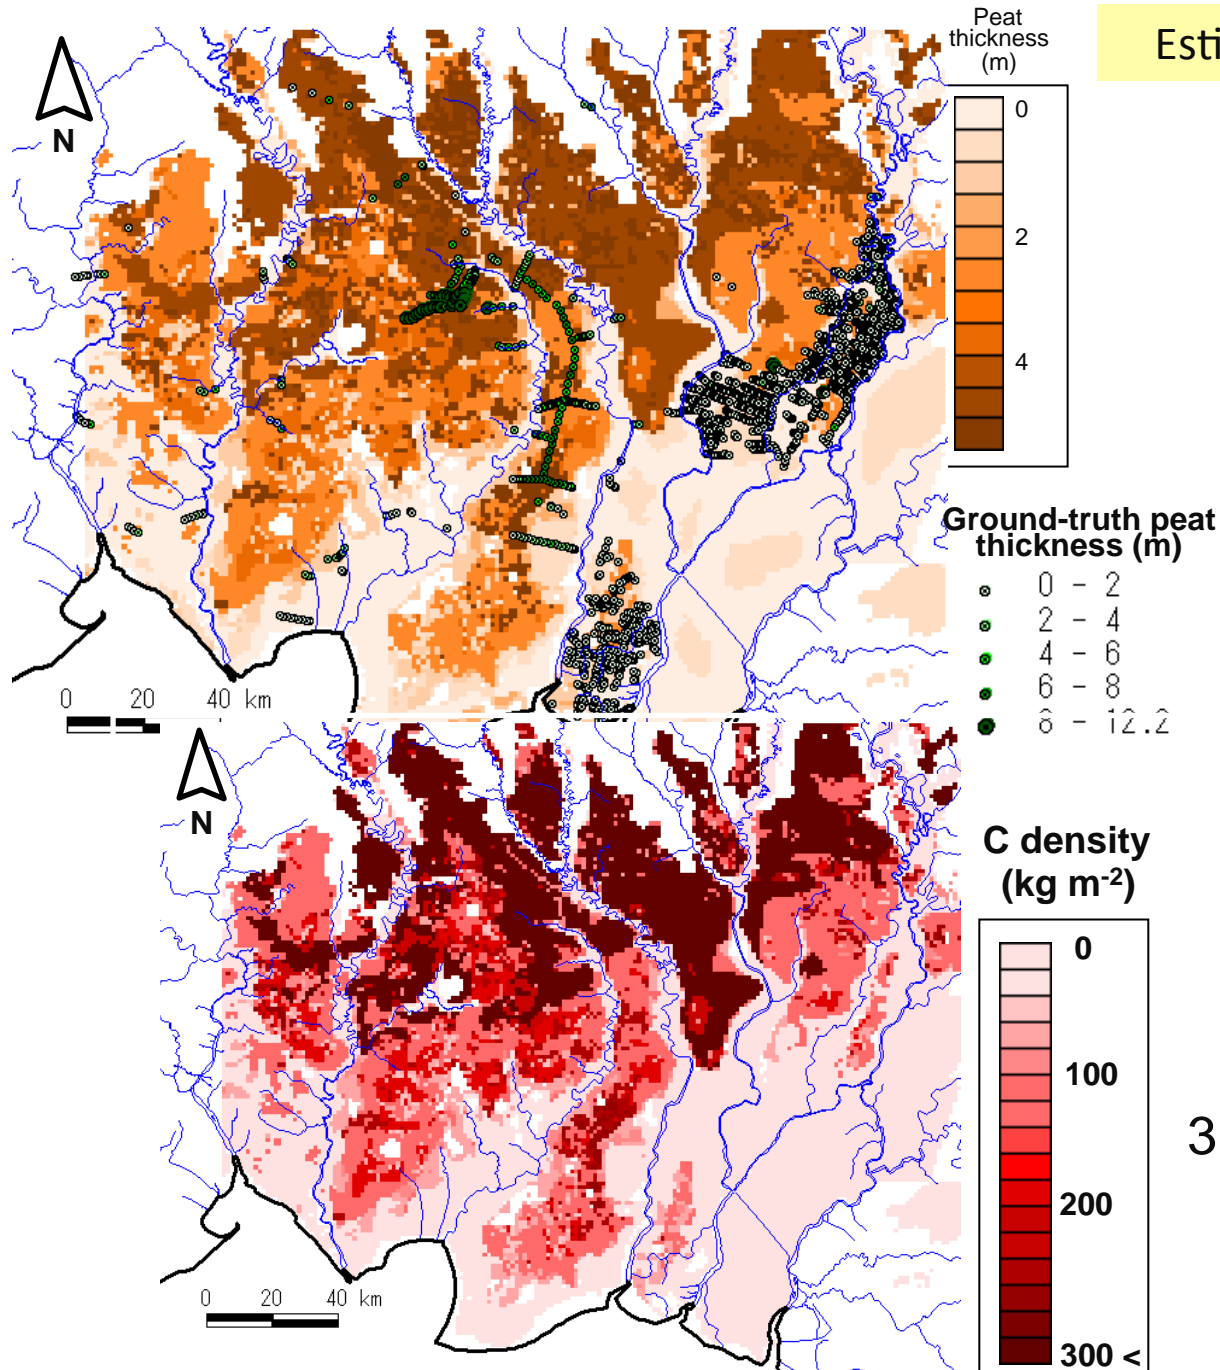 Peat
thickness
(m)
Esti
N
0
2
4
Ground-truth peat
thickness (m)
0 - 2
2 - 4
4 - 6
6 - 8
8 - 12.2
0 20 40 km
N
C density
(kg m-2)
0
100
200
300 <
3
0 20 40 km